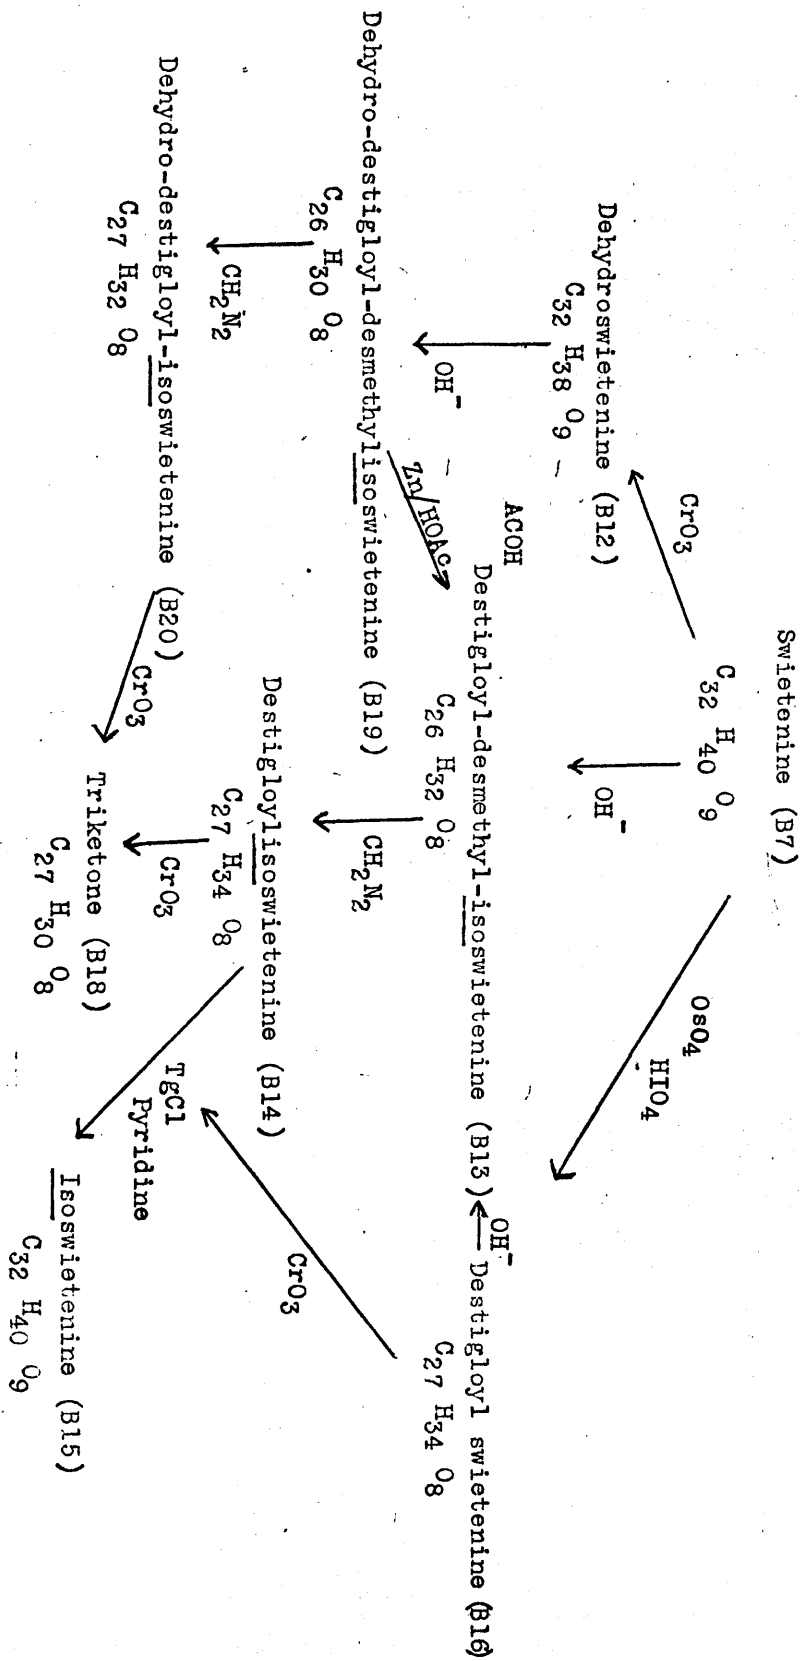 Swietenine (B7)
C32 H40 O9
CrO3
OH-
OsO4
HIO4
Dehydroswietenine (B12)
C32 H38 O9
OH-
ACOH
Zn/HOAc
Destigloyl-desmethyl-isoswietenine (B13)
C26 H32 O8
OH-
Destigloyl swietenine (B16)
C27 H34 O8
Dehydro-destigloyl-desmethylisoswietenine (B19)
C26 H30 O8
CH2N2
CH2N2
CrO3
Destigloylisoswietenine (B14)
C27 H34 O8
Dehydro-destigloyl-isoswietenine (B20)
C27 H32 O8
CrO3
CrO3
TgCl
Pyridine
Triketone (B18)
C27 H30 O8
Isoswietenine (B15)
C32 H40 O9